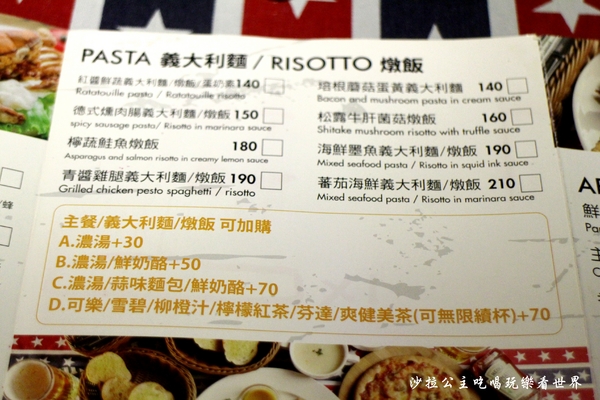 PASTA 義大利麵 / RISOTTO 燉飯
紅醬鮮蔬義大利麵/燉飯/蛋奶素140
Ratatouille pasta / Ratatouille risotto
德式燻肉腸義大利麵/燉飯 150
spicy sausage pasta/ Risotto in marinara sauce
檸蔬鮭魚燉飯 180
Asparagus and salmon risotto in creamy lemon sauce
青醬雞腿義大利麵/燉飯 190
Grilled chicken pesto spaghetti / risotto
培根蘑菇蛋黃義大利麵 140
Bacon and mushroom pasta in cream sauce
松露牛肝菌菇燉飯 160
Shitake mushroom risotto with truffle sauce
海鮮墨魚義大利麵/燉飯 190
Mixed seafood pasta / Risotto in squid ink sauce
蕃茄海鮮義大利麵/燉飯 210
Mixed seafood pasta / Risotto in marinara sauce
主餐/義大利麵/燉飯 可加購
A.濃湯+30
B.濃湯/鮮奶酪+50
C.濃湯/蒜味麵包/鮮奶酪+70
D.可樂/雪碧/柳橙汁/檸檬紅茶/芬達/爽健美茶(可無限續杯)+70
沙拉公主吃喝玩樂看世界